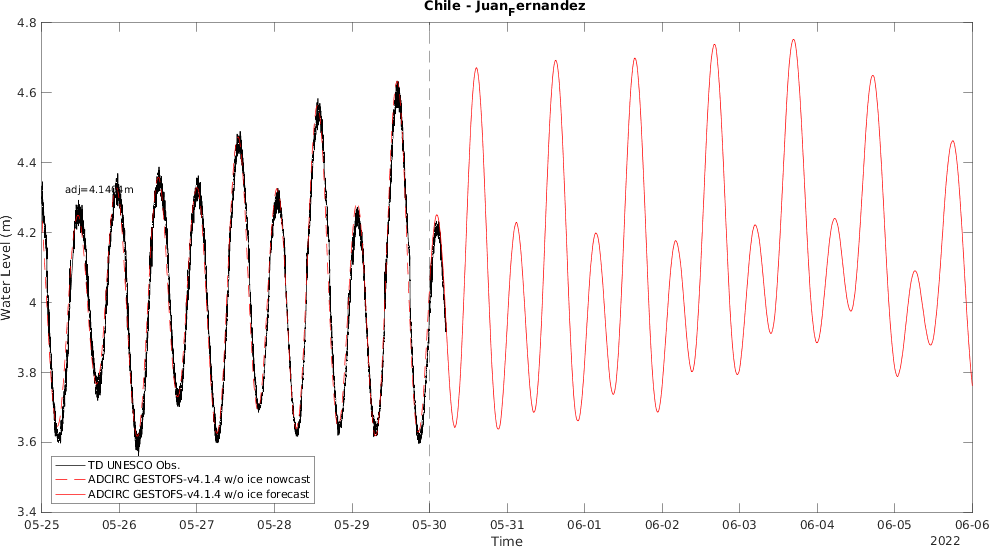 Chile - Juan_Fernandez
4.8
4.6
4.4
4.2
4
3.8
3.6
3.4
Water Level (m)
TD UNESCO Obs.
ADCIRC GESTOFS-v4.1.4 w/o ice nowcast
ADCIRC GESTOFS-v4.1.4 w/o ice forecast
05-25 05-26 05-27 05-28 05-29 05-30 05-31 06-01 06-02 06-03 06-04 06-05 06-06
Time
2022